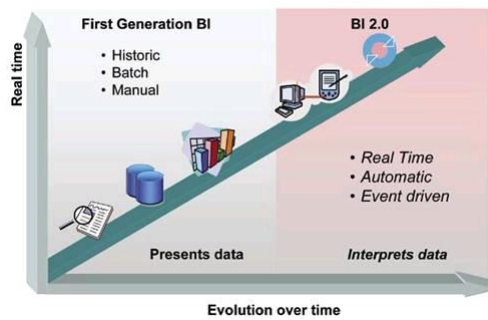 First Generation BI
• Historic
• Batch
• Manual
BI 2.0
Real time
• Real Time
• Automatic
• Event driven
Presents data
Interprets data
Evolution over time